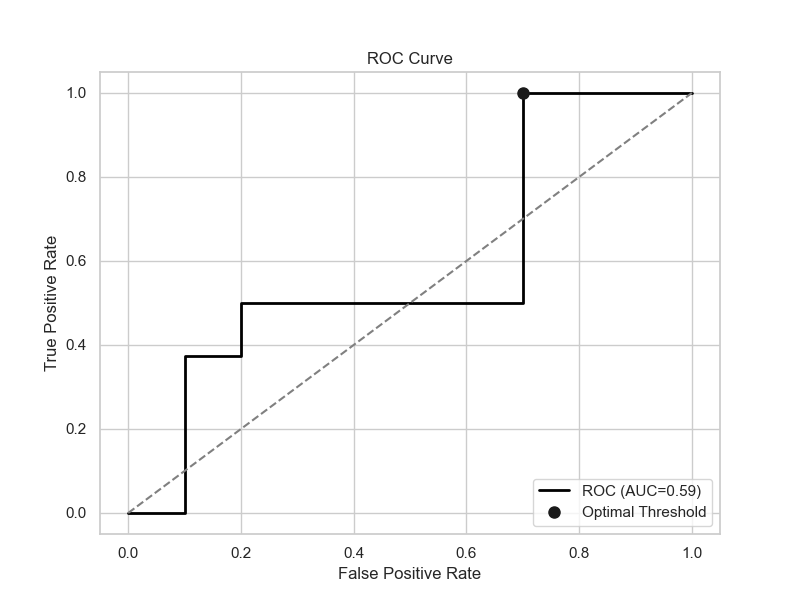 ROC Curve
True Positive Rate
1.0
0.8
0.6
0.4
0.2
0.0
0.0 0.2 0.4 0.6 0.8 1.0
False Positive Rate
ROC (AUC=0.59)
Optimal Threshold